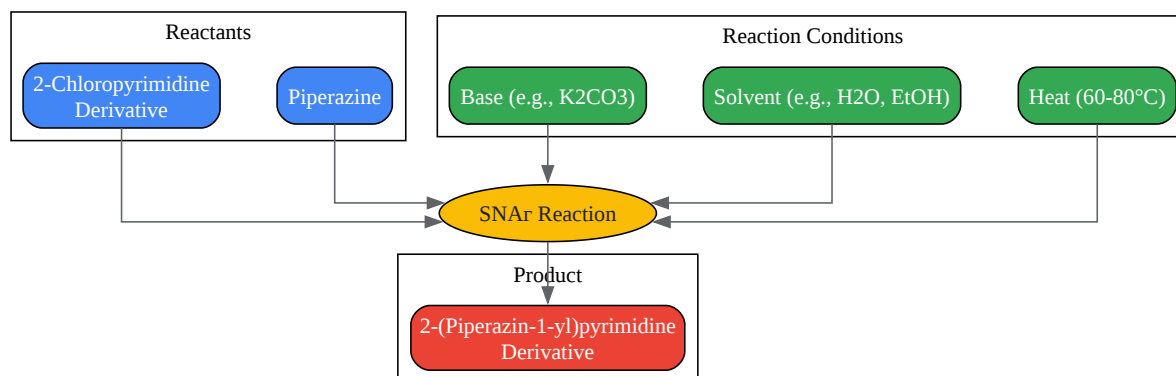 Reactants
Reaction Conditions
2-Chloropyrimidine
Derivative
Piperazine
Base (e.g., K2CO3)
Solvent (e.g., H2O, EtOH)
Heat (60-80°C)
SNAr Reaction
Product
2-(Piperazin-1-yl)pyrimidine
Derivative